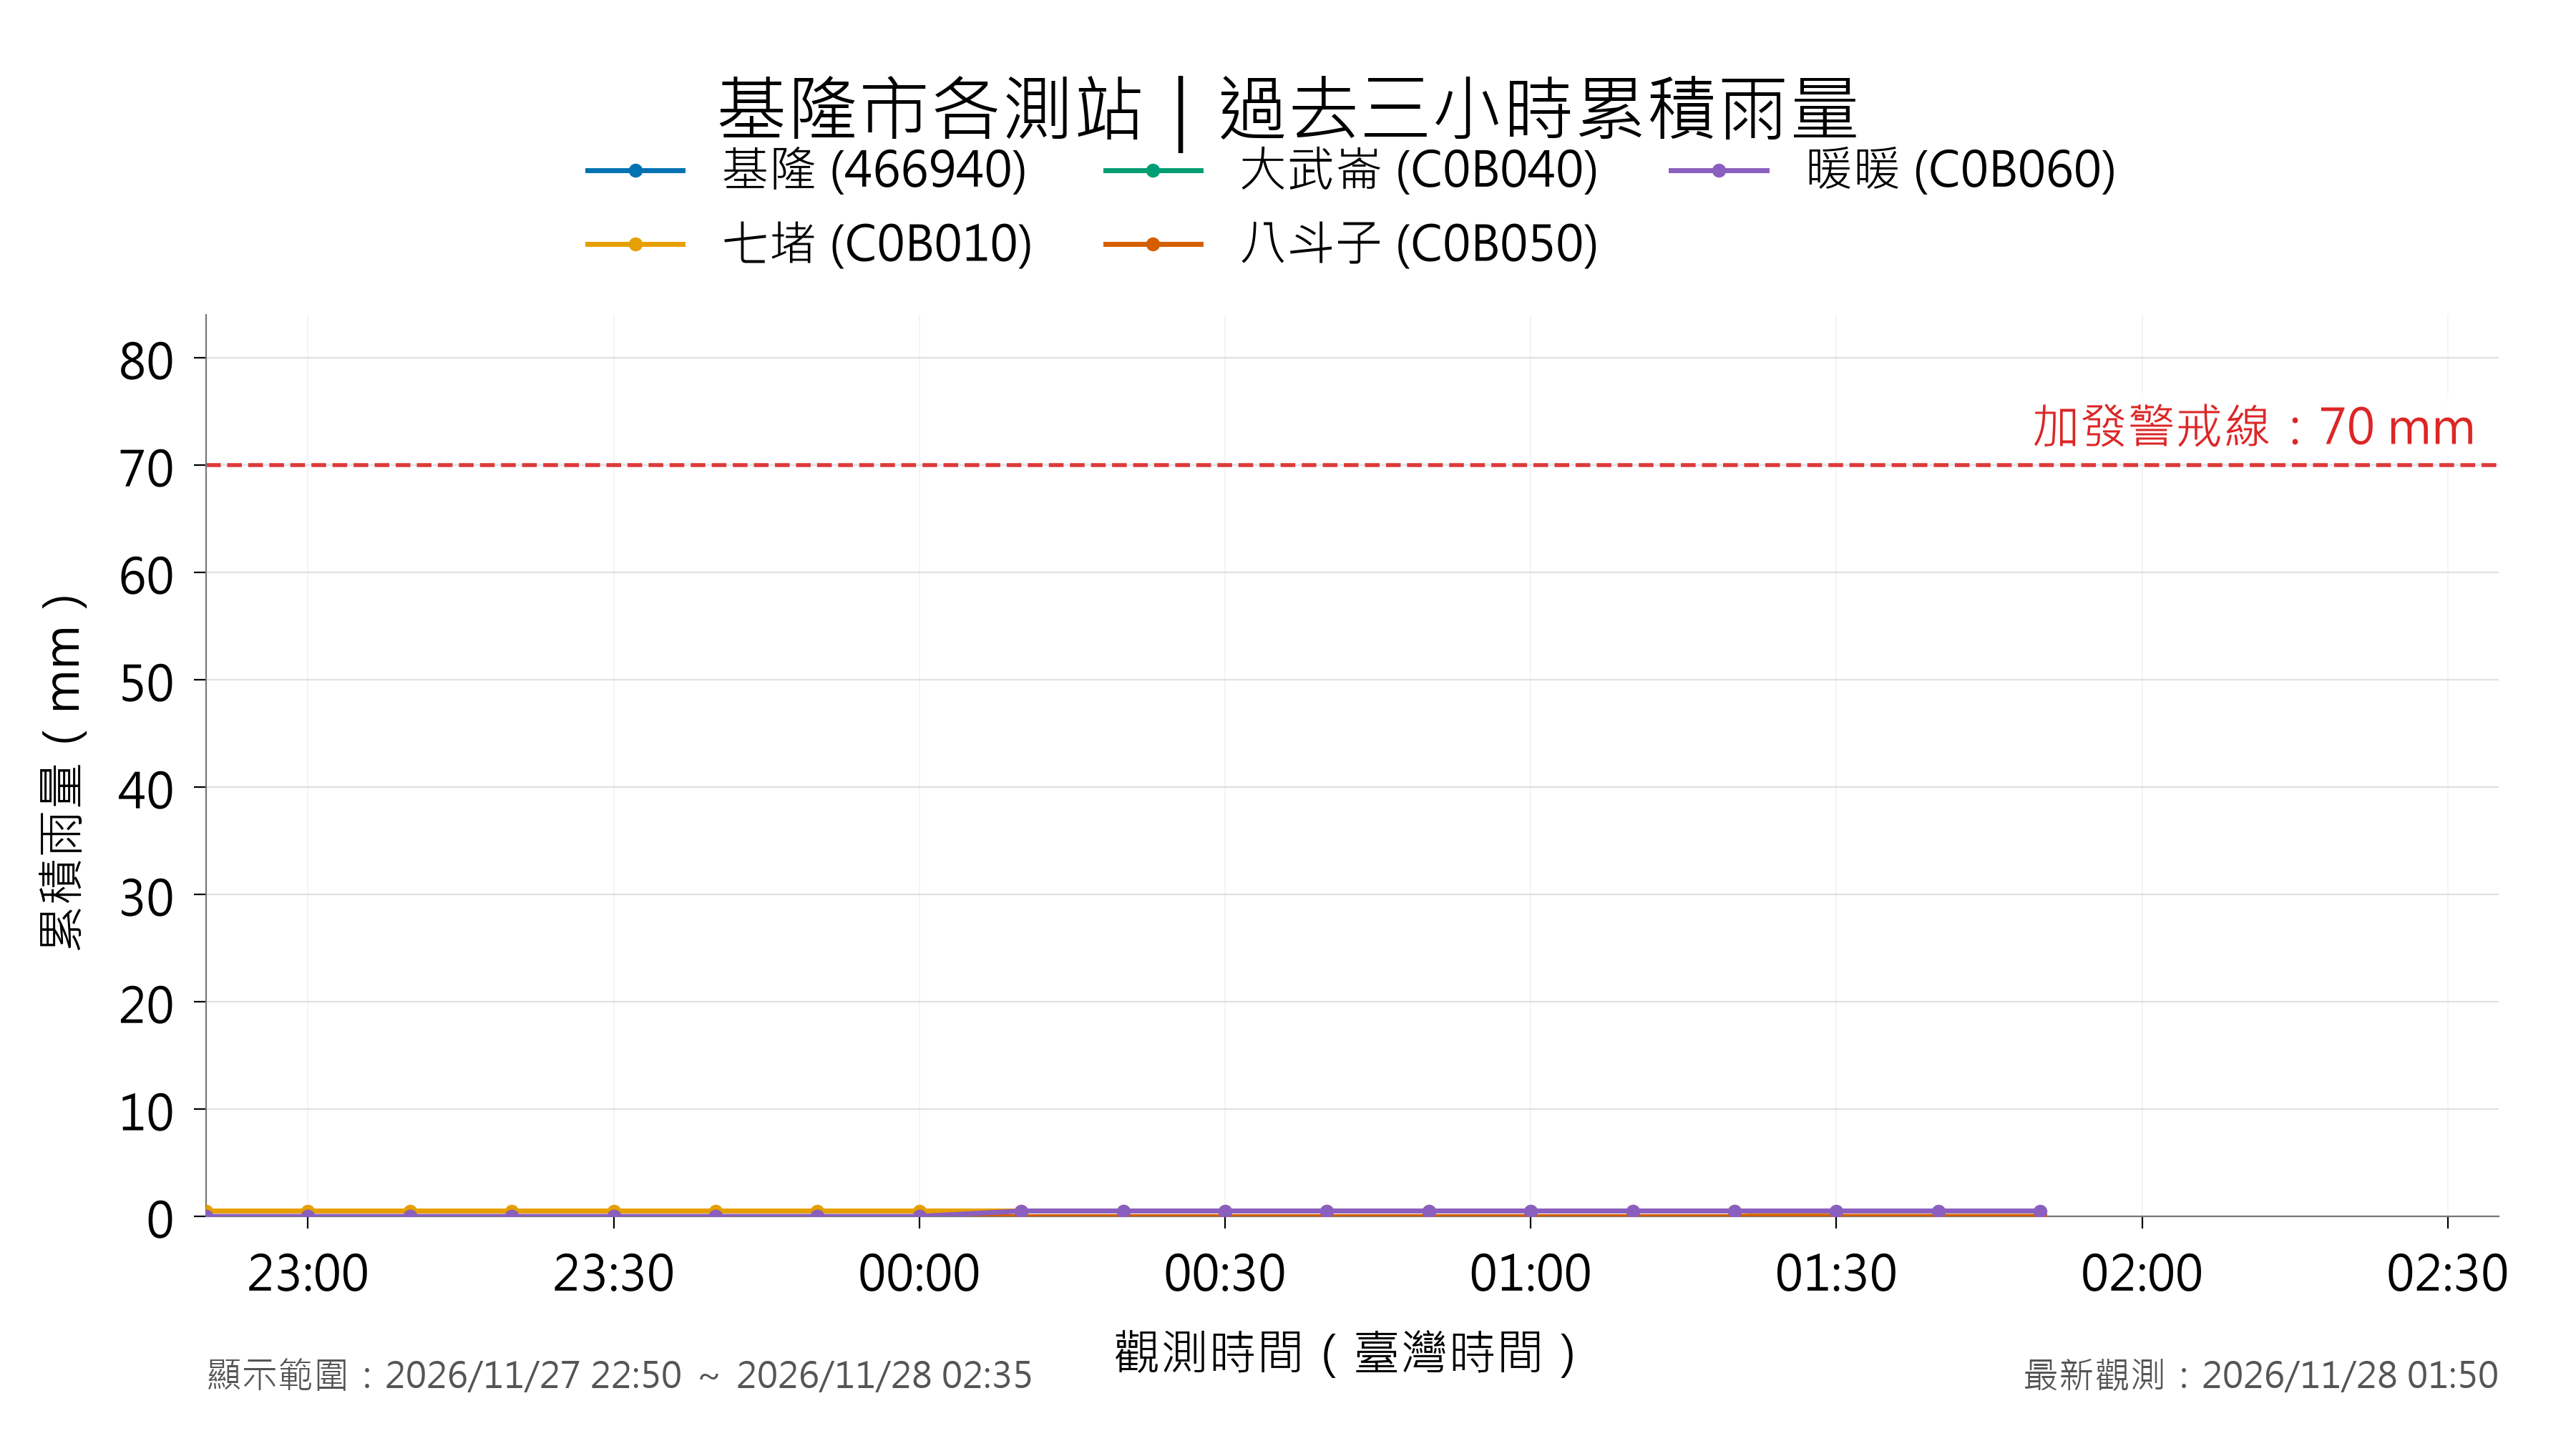 基隆市各測站｜過去三小時累積雨量
基隆 (466940)
大武崙 (C0B040)
暖暖 (C0B060)
七堵 (C0B010)
八斗子 (C0B050)
80
加發警戒線：70 mm
70
60
50
40
30
20
10
0
累積雨量（mm）
23:00 23:30 00:00 00:30 01:00 01:30 02:00 02:30
觀測時間（臺灣時間）
顯示範圍：2026/11/27 22:50 ~ 2026/11/28 02:35
最新觀測：2026/11/28 01:50